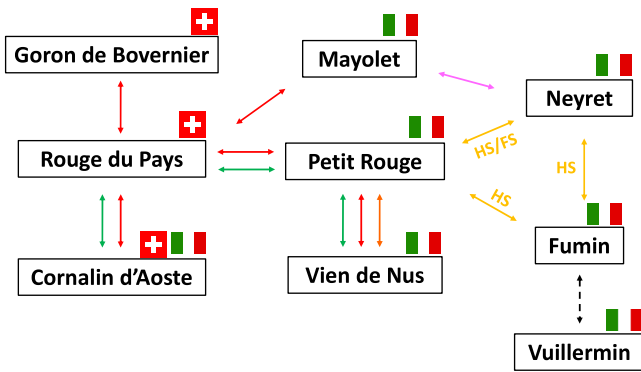 Goron de Bovernier
Mayolet
Neyret
Rouge du Pays
Petit Rouge
HS/FS
HS
HS
Cornalin d'Aoste
Vien de Nus
Fumin
Vuillermin